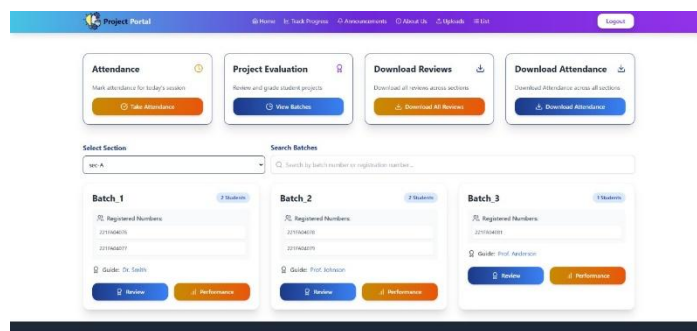 Project Portal
Home Track Progress Announcements About Us Uploads List
Logout
Attendance
Mark attendance for today's session
Take Attendance
Project Evaluation
Review and grade student projects
View Batches
Download Reviews
Download all reviews across sections
Download All Reviews
Download Attendance
Download Attendance across all sections
Download Attendance
Select Section
sec-A
Search Batches
Search by batch number or registration number...
Batch_1
2 Students
Registered Numbers:
Guide: Dr. Smith
Review
Performance
Batch_2
2 Students
Registered Numbers:
Guide: Prof. Johnson
Review
Performance
Batch_3
1 Students
Registered Numbers:
Guide: Prof. Anderson
Review
Performance